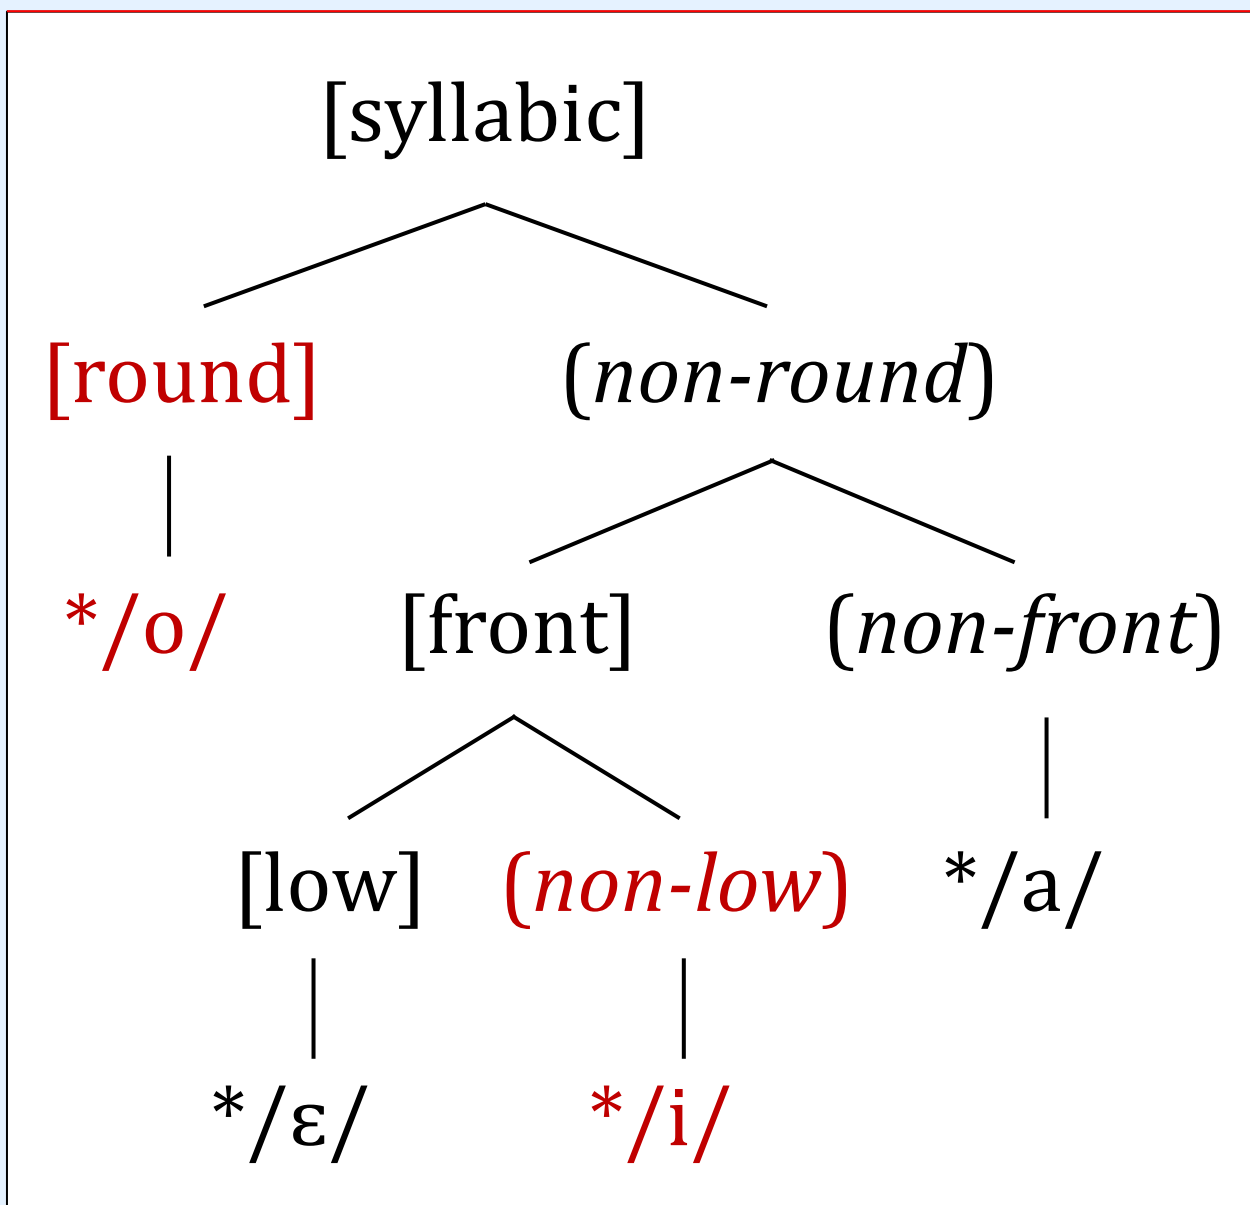 [syllabic]
[round] (non-round)
*/o/ [front] (non-front)
[low] (non-low) */a/
*/ɛ/ */i/